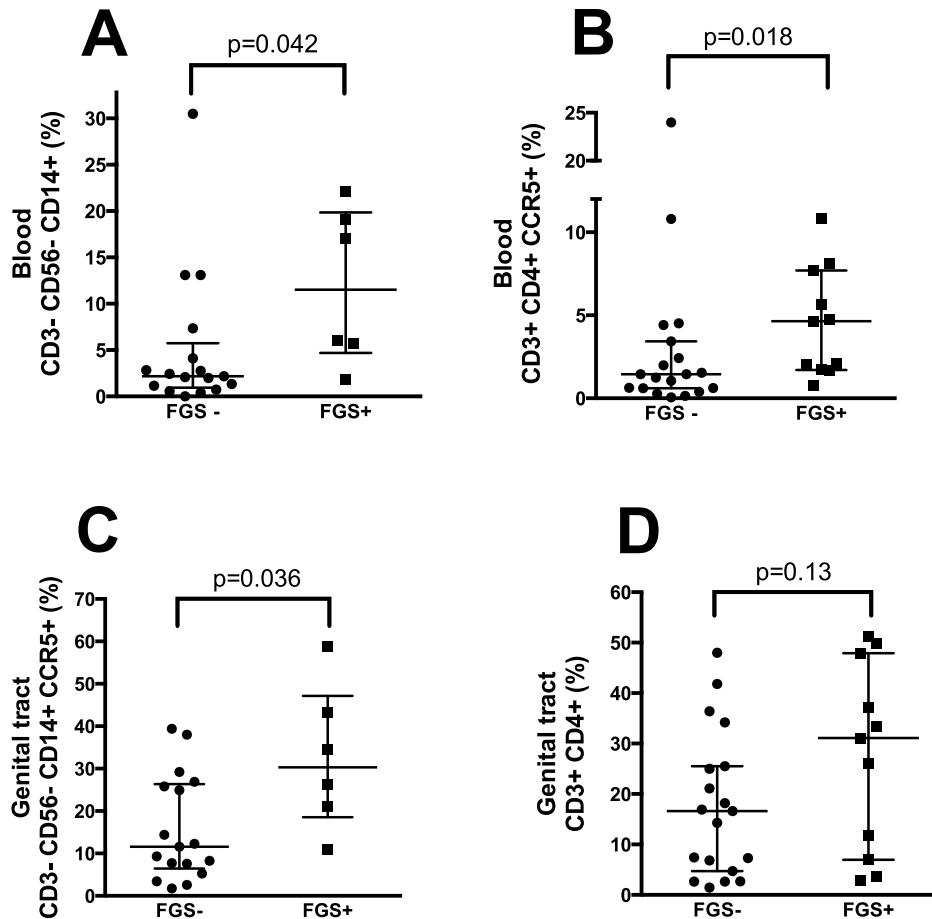 A
p=0.042
Blood
CD3- CD56- CD14+ (%)
30
25
20
15
10
5
0
FGS -
FGS+
B
p=0.018
Blood
CD3+ CD4+ CCR5+ (%)
25
20
10
5
0
FGS -
FGS+
C
p=0.036
Genital tract
CD3- CD56- CD14+ CCR5+ (%)
70
60
50
40
30
20
10
0
FGS-
FGS+
D
p=0.13
Genital tract
CD3+ CD4+ (%)
60
50
40
30
20
10
0
FGS-
FGS+